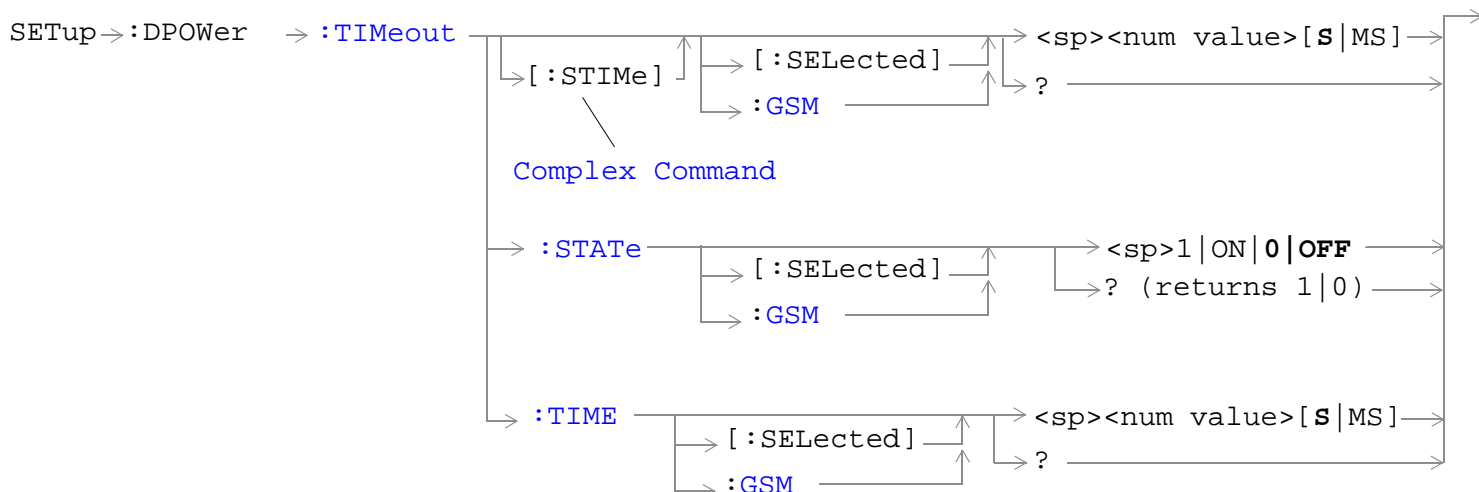 SETup :DPOWer :TIMeout <sp><num value>[S|MS]
[:STIMe] [:SELected] ?
:GSM
Complex Command
:STATe <sp>1|ON|0|OFF
[:SELected] ? (returns 1|0)
:GSM
:TIME <sp><num value>[S|MS]
[:SELected] ?
:GSM